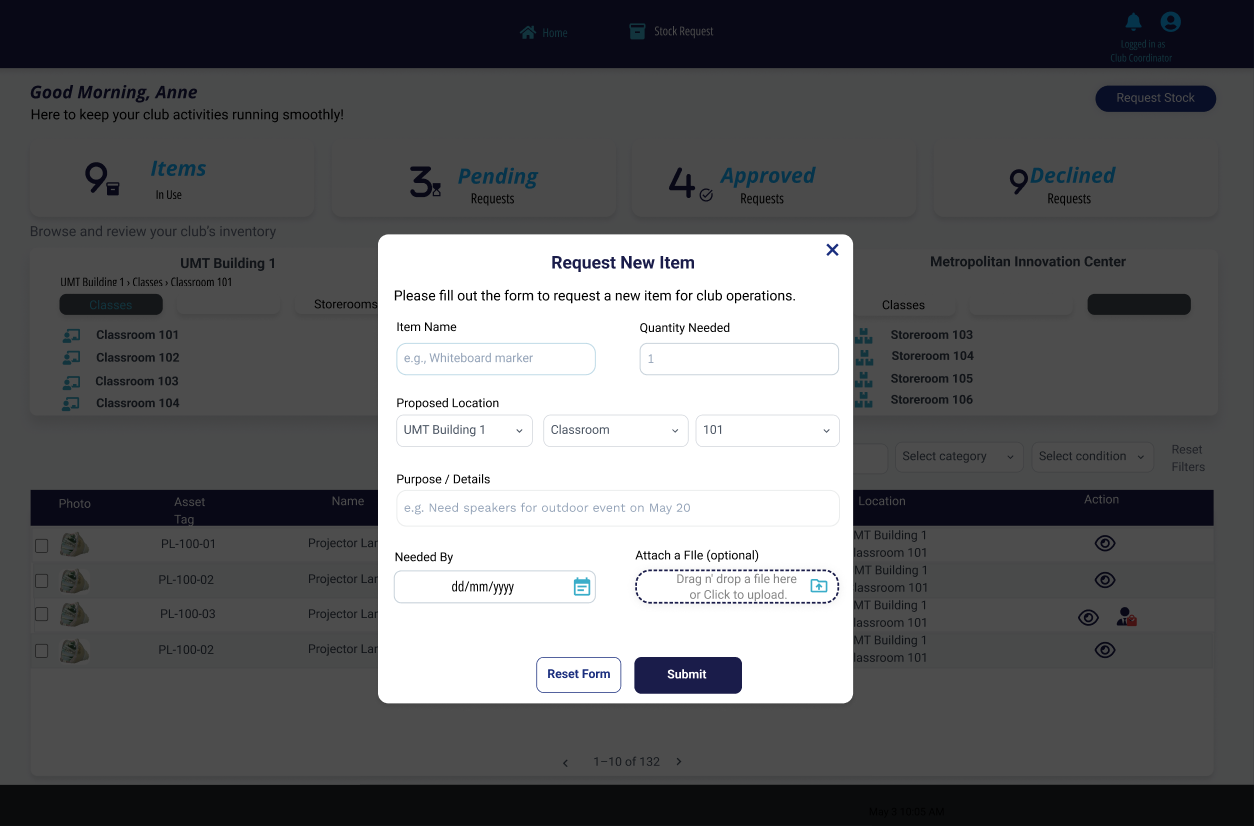 Home
Stock Request
Logged in as
Club Coordinator
Good Morning, Anne
Here to keep your club activities running smoothly!
Request Stock
9 Items
In Use
3 Pending
Requests
4 Approved
Requests
9 Declined
Requests
Browse and review your club's inventory
UMT Building 1
UMT Building 1 › Classes › Classroom 101
Classes
Storerooms
Classroom 101
Classroom 102
Classroom 103
Classroom 104
Metropolitan Innovation Center
Classes
Storeroom 103
Storeroom 104
Storeroom 105
Storeroom 106
Select category
Select condition
Reset
Filters
Photo
Asset
Tag
Name
Location
Action
PL-100-01
Projector Lar
MT Building 1
lassroom 101
PL-100-02
Projector Lar
MT Building 1
lassroom 101
PL-100-03
Projector Lar
MT Building 1
lassroom 101
PL-100-02
Projector Lar
MT Building 1
lassroom 101
‹ 1–10 of 132 ›
May 3 10:05 AM
Request New Item
Please fill out the form to request a new item for club operations.
Item Name
e.g., Whiteboard marker
Quantity Needed
1
Proposed Location
UMT Building 1
Classroom
101
Purpose / Details
e.g. Need speakers for outdoor event on May 20
Needed By
dd/mm/yyyy
Attach a FIle (optional)
Drag n' drop a file here
or Click to upload.
Reset Form
Submit